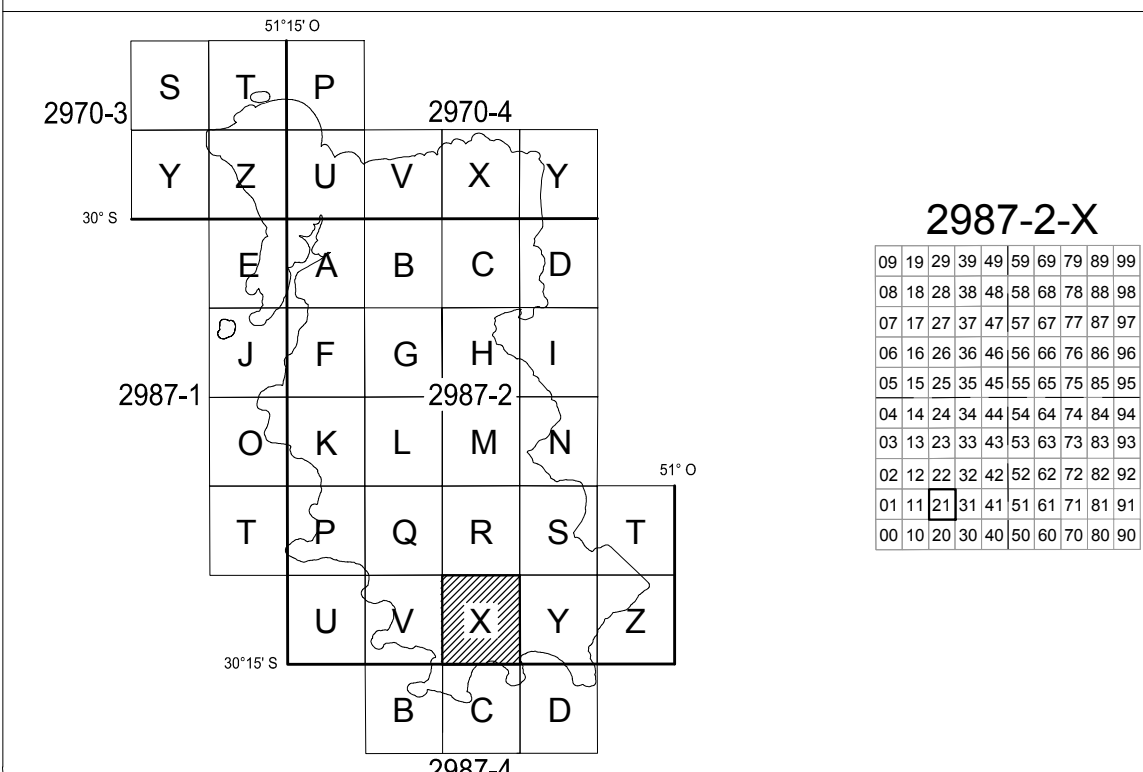 51°15' O
S T P
2970-3
2970-4
Y Z U V X Y
30° S
E A B C D
J F G H I
2987-1
2987-2
O K L M N
51° O
T P Q R S T
U V X Y Z
30°15' S
B C D
2987-4
2987-2-X
09 19 29 39 49 59 69 79 89 99
08 18 28 38 48 58 68 78 88 98
07 17 27 37 47 57 67 77 87 97
06 16 26 36 46 56 66 76 86 96
05 15 25 35 45 55 65 75 85 95
04 14 24 34 44 54 64 74 84 94
03 13 23 33 43 53 63 73 83 93
02 12 22 32 42 52 62 72 82 92
01 11 21 31 41 51 61 71 81 91
00 10 20 30 40 50 60 70 80 90